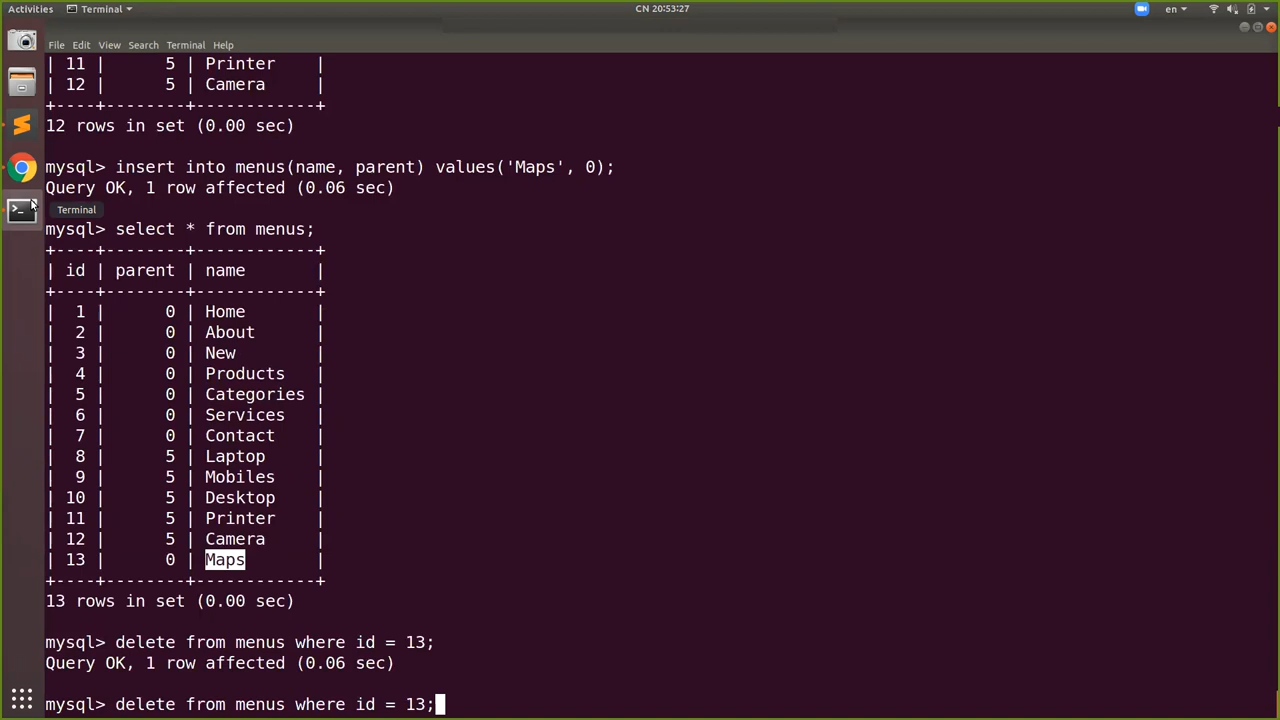 Activities
Terminal
CN 20:53:27
en
File Edit View Search Terminal Help
| 11 |      5 | Printer    |
| 12 |      5 | Camera     |
+----+--------+------------+
12 rows in set (0.00 sec)
mysql> insert into menus(name, parent) values('Maps', 0);
Query OK, 1 row affected (0.06 sec)
Terminal
mysql> select * from menus;
+----+--------+------------+
| id | parent | name       |
+----+--------+------------+
|  1 |      0 | Home       |
|  2 |      0 | About      |
|  3 |      0 | New        |
|  4 |      0 | Products   |
|  5 |      0 | Categories |
|  6 |      0 | Services   |
|  7 |      0 | Contact    |
|  8 |      5 | Laptop     |
|  9 |      5 | Mobiles    |
| 10 |      5 | Desktop    |
| 11 |      5 | Printer    |
| 12 |      5 | Camera     |
| 13 |      0 | Maps       |
+----+--------+------------+
13 rows in set (0.00 sec)
mysql> delete from menus where id = 13;
Query OK, 1 row affected (0.06 sec)
mysql> delete from menus where id = 13;